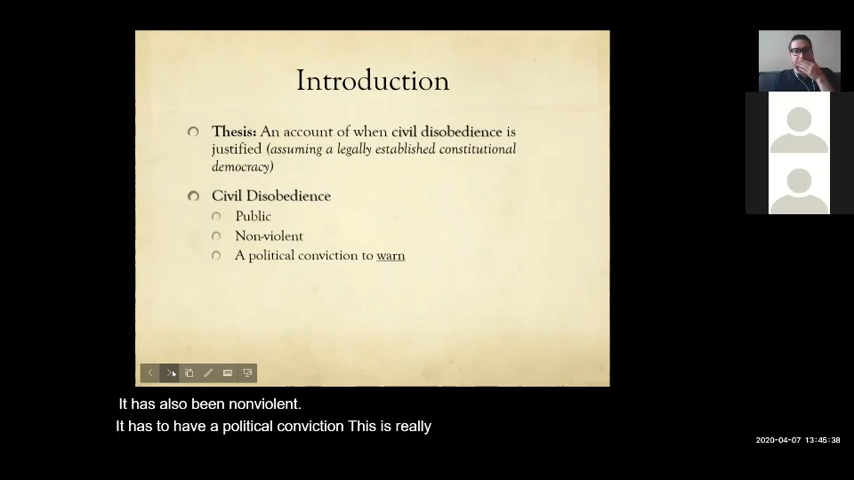 Introduction
Thesis: An account of when civil disobedience is
justified (assuming a legally established constitutional
democracy)
Civil Disobedience
Public
Non-violent
A political conviction to warn
It has also been nonviolent.
It has to have a political conviction This is really
2020-04-07 13:45:38